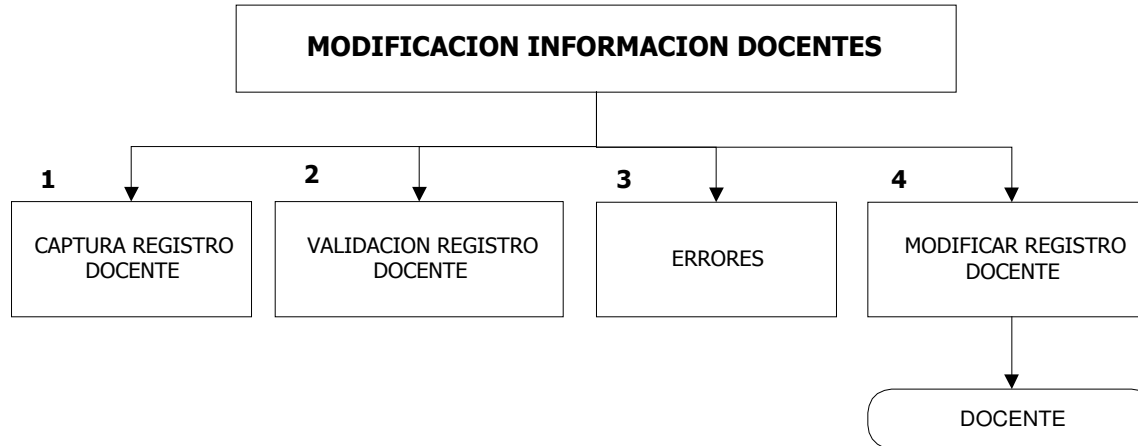 MODIFICACION INFORMACION DOCENTES
1
CAPTURA REGISTRO
DOCENTE
2
VALIDACION REGISTRO
DOCENTE
3
ERRORES
4
MODIFICAR REGISTRO
DOCENTE
DOCENTE